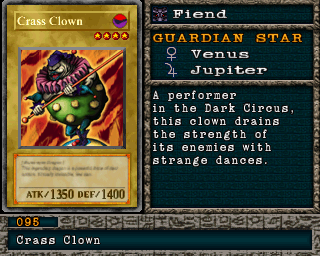 Crass Clown
ATK/1350 DEF/1400
Fiend
GUARDIAN STAR
♀ Venus
♃ Jupiter
A performer
in the Dark Circus,
this clown drains
the strength of
its enemies with
strange dances.
095
Crass Clown